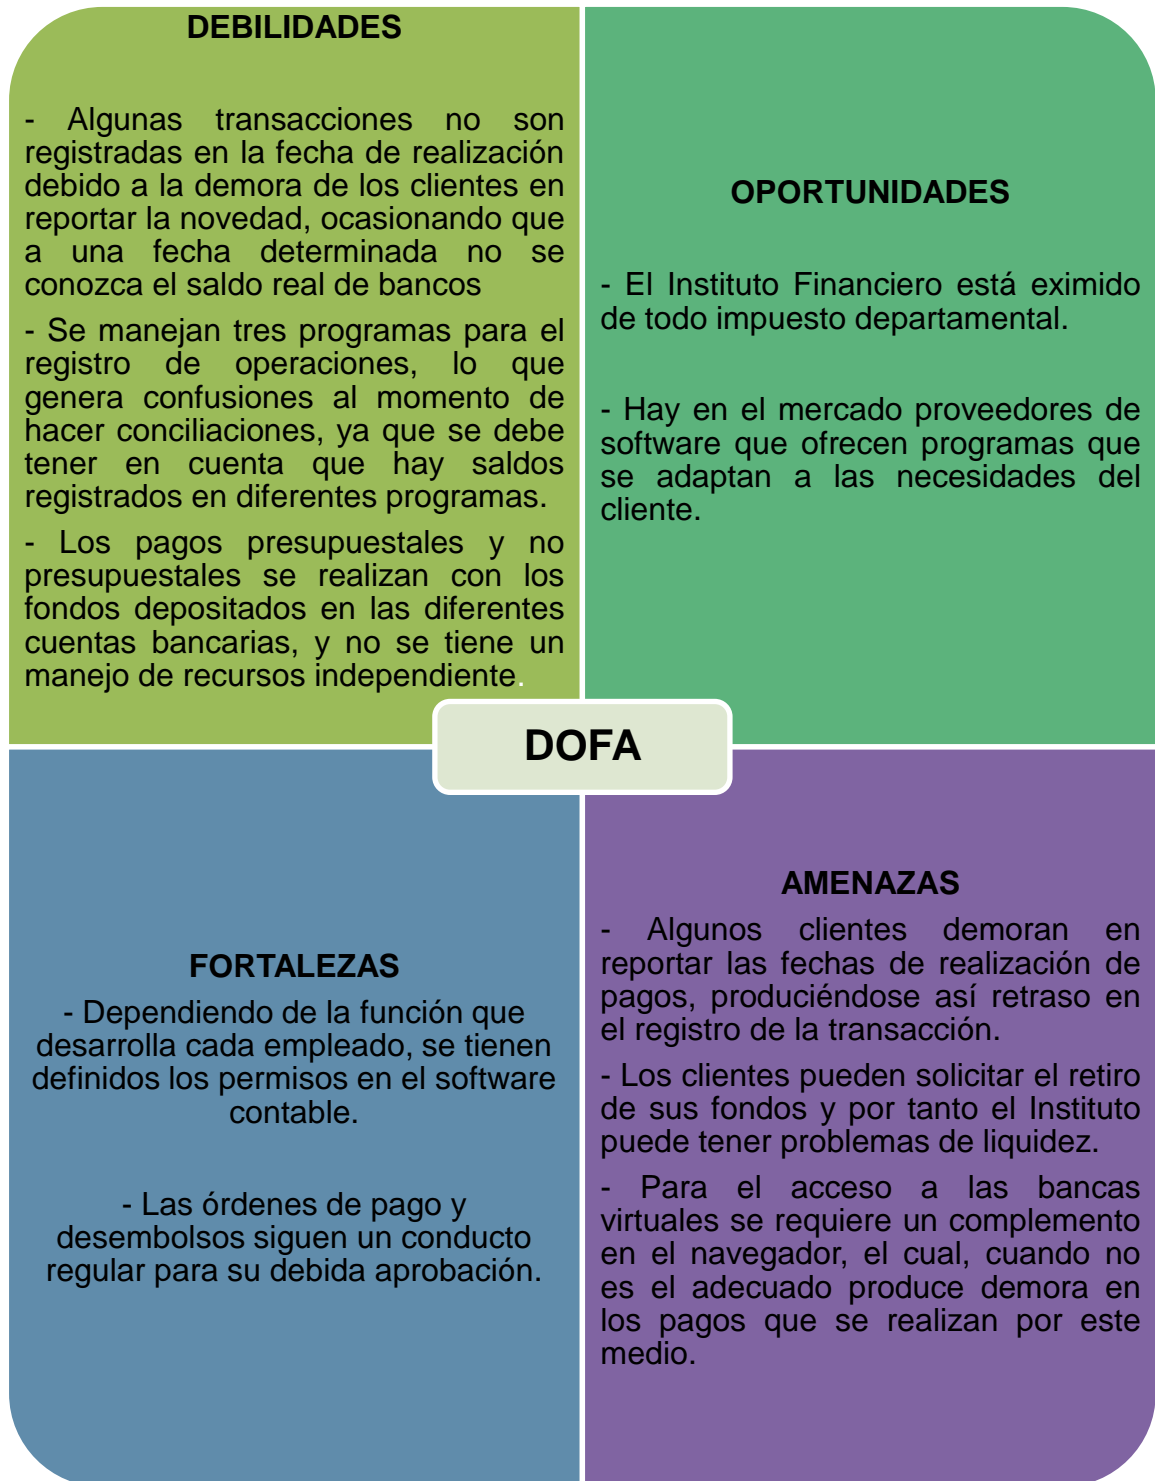 DEBILIDADES
- Algunas transacciones no son
registradas en la fecha de realización
debido a la demora de los clientes en
reportar la novedad, ocasionando que
a una fecha determinada no se
conozca el saldo real de bancos
- Se manejan tres programas para el
registro de operaciones, lo que
genera confusiones al momento de
hacer conciliaciones, ya que se debe
tener en cuenta que hay saldos
registrados en diferentes programas.
- Los pagos presupuestales y no
presupuestales se realizan con los
fondos depositados en las diferentes
cuentas bancarias, y no se tiene un
manejo de recursos independiente.
OPORTUNIDADES
- El Instituto Financiero está eximido
de todo impuesto departamental.
- Hay en el mercado proveedores de
software que ofrecen programas que
se adaptan a las necesidades del
cliente.
DOFA
FORTALEZAS
- Dependiendo de la función que
desarrolla cada empleado, se tienen
definidos los permisos en el software
contable.
- Las órdenes de pago y
desembolsos siguen un conducto
regular para su debida aprobación.
AMENAZAS
- Algunos clientes demoran en
reportar las fechas de realización de
pagos, produciéndose así retraso en
el registro de la transacción.
- Los clientes pueden solicitar el retiro
de sus fondos y por tanto el Instituto
puede tener problemas de liquidez.
- Para el acceso a las bancas
virtuales se requiere un complemento
en el navegador, el cual, cuando no
es el adecuado produce demora en
los pagos que se realizan por este
medio.